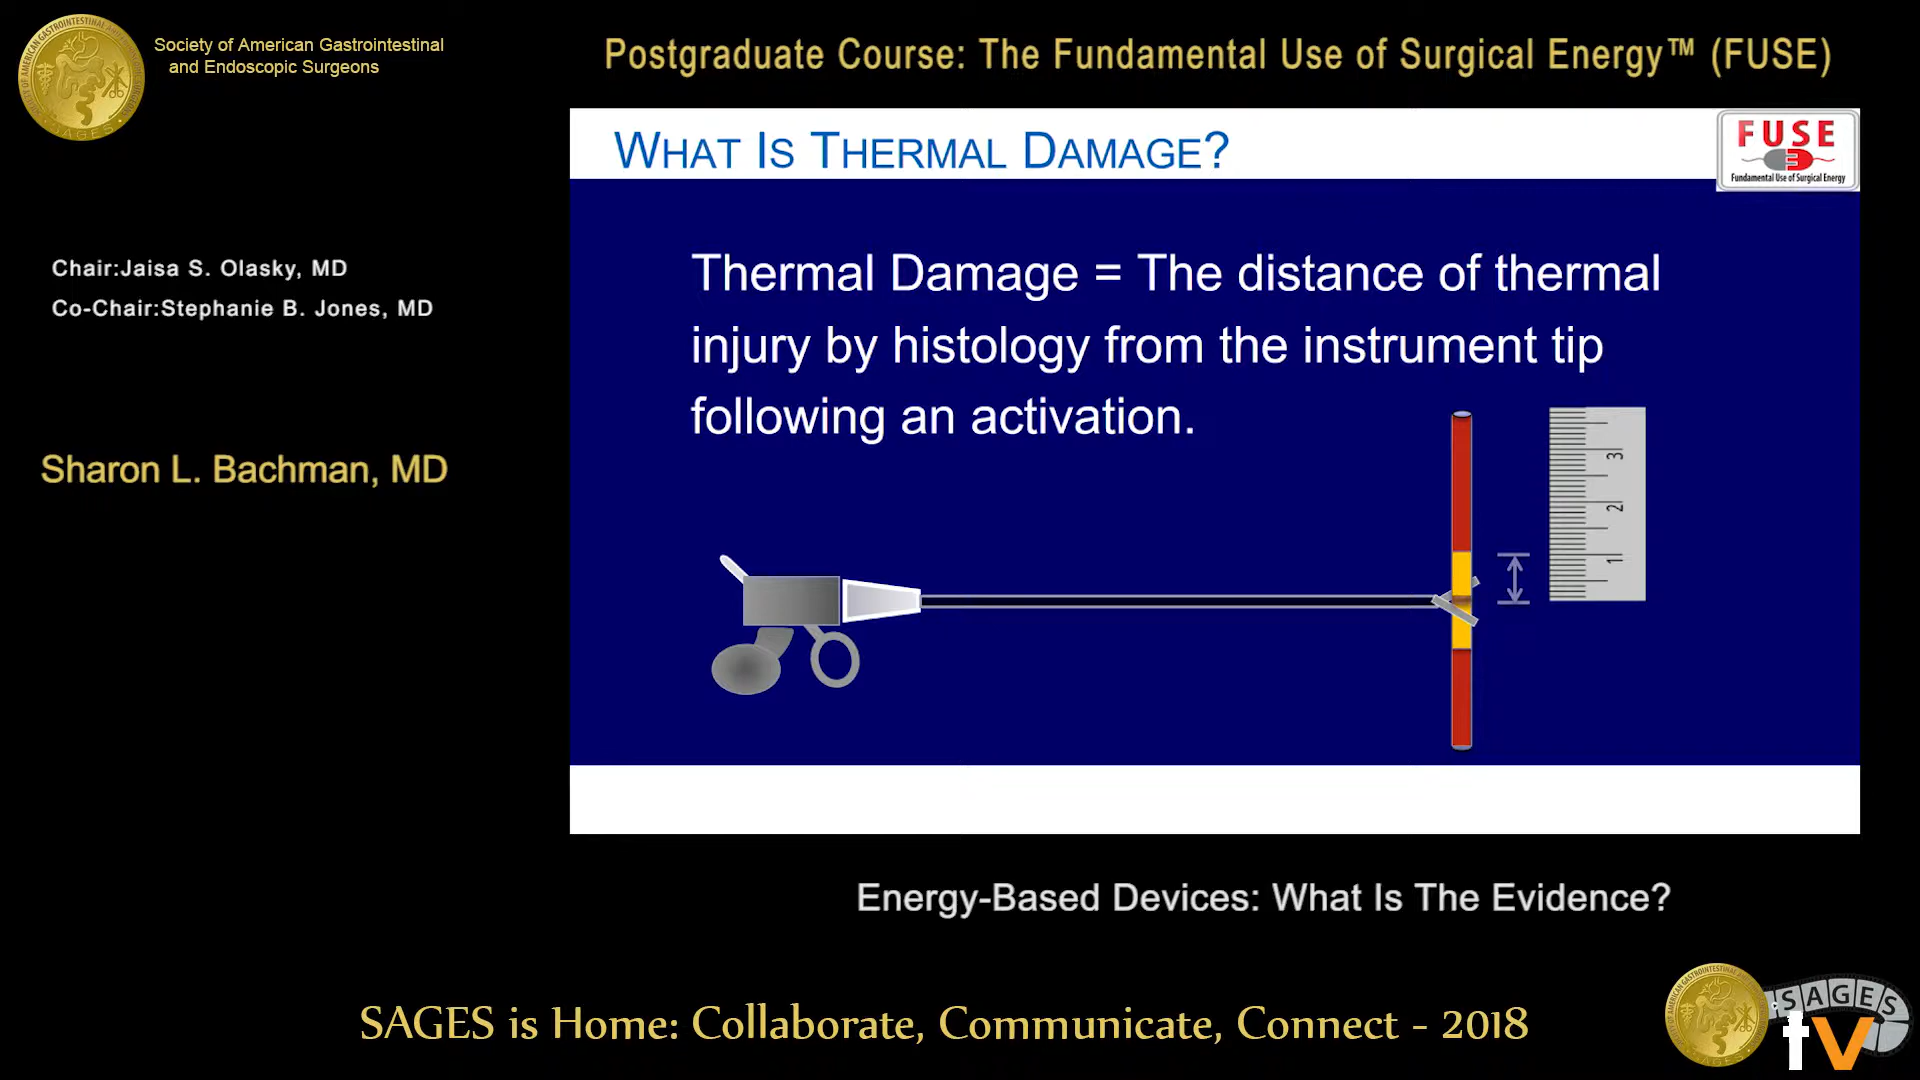 Society of American Gastrointestinal
and Endoscopic Surgeons
Postgraduate Course: The Fundamental Use of Surgical Energy™ (FUSE)
WHAT IS THERMAL DAMAGE?
FUSE
Fundamental Use of Surgical Energy
Chair:Jaisa S. Olasky, MD
Co-Chair:Stephanie B. Jones, MD
Sharon L. Bachman, MD
Thermal Damage = The distance of thermal
injury by histology from the instrument tip
following an activation.
3
2
1
Energy-Based Devices: What Is The Evidence?
SAGES is Home: Collaborate, Communicate, Connect - 2018
SAGES
tv